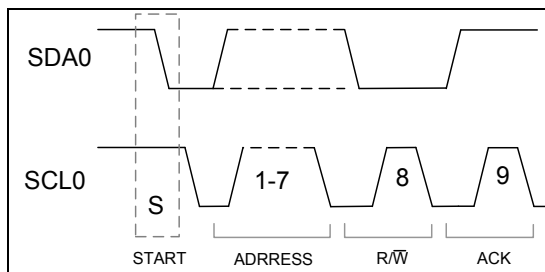 SDA0
SCL0
1-7
8
9
S
START
ADRRESS
R/W̅
ACK